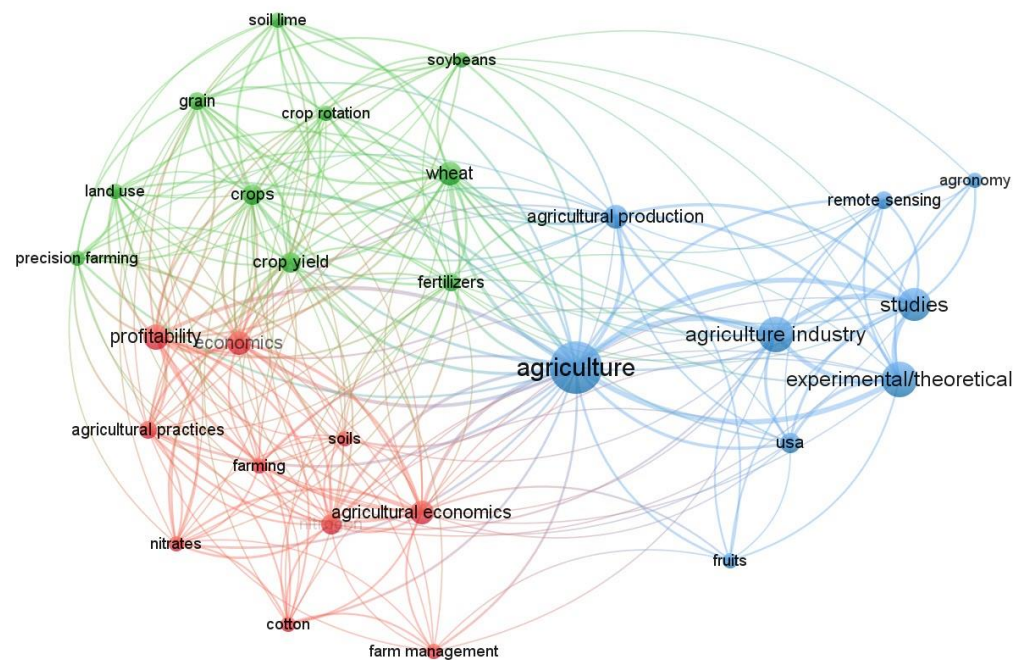 soil lime
soybeans
grain
crop rotation
wheat
agronomy
land use
crops
remote sensing
agricultural production
precision farming
crop yield
fertilizers
studies
profitability
economics
agriculture industry
agriculture
experimental/theoretical
agricultural practices
soils
usa
farming
agricultural economics
nitrates
fruits
cotton
farm management